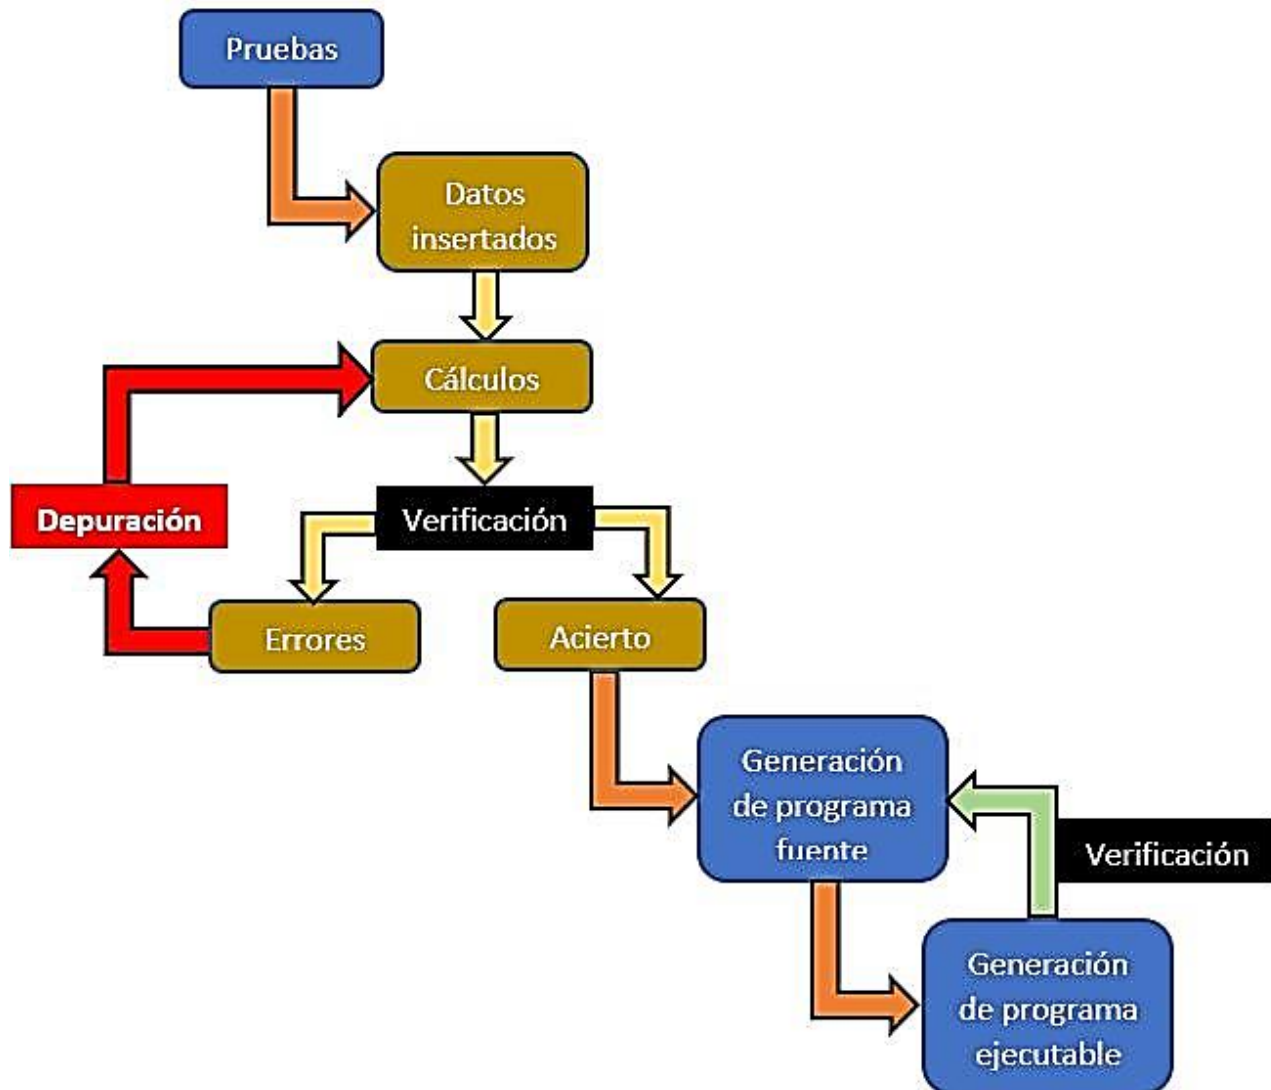 Pruebas
Datos
insertados
Cálculos
Depuración
Verificación
Errores
Acierto
Generación
de programa
fuente
Verificación
Generación
de programa
ejecutable